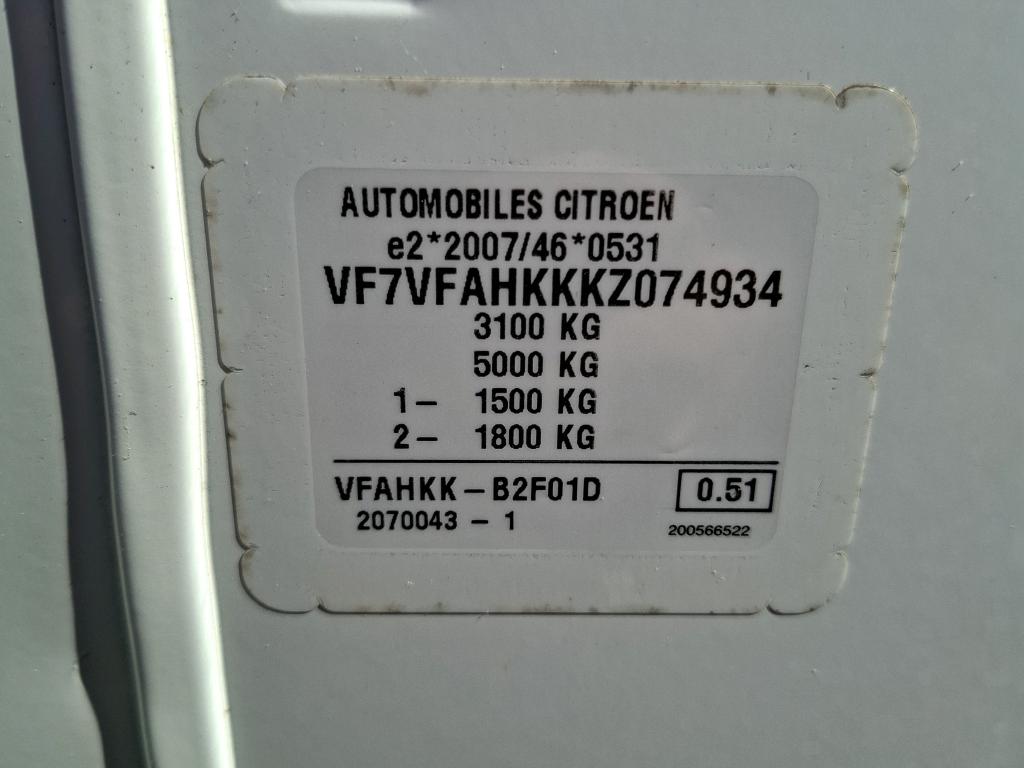 AUTOMOBILES CITROEN
e2*2007/46*0531
VF7VFAHKKKZ074934
3100 KG
5000 KG
1- 1500 KG
2- 1800 KG
VFAHKK-B2F01D 0.51
2070043 - 1 200566522